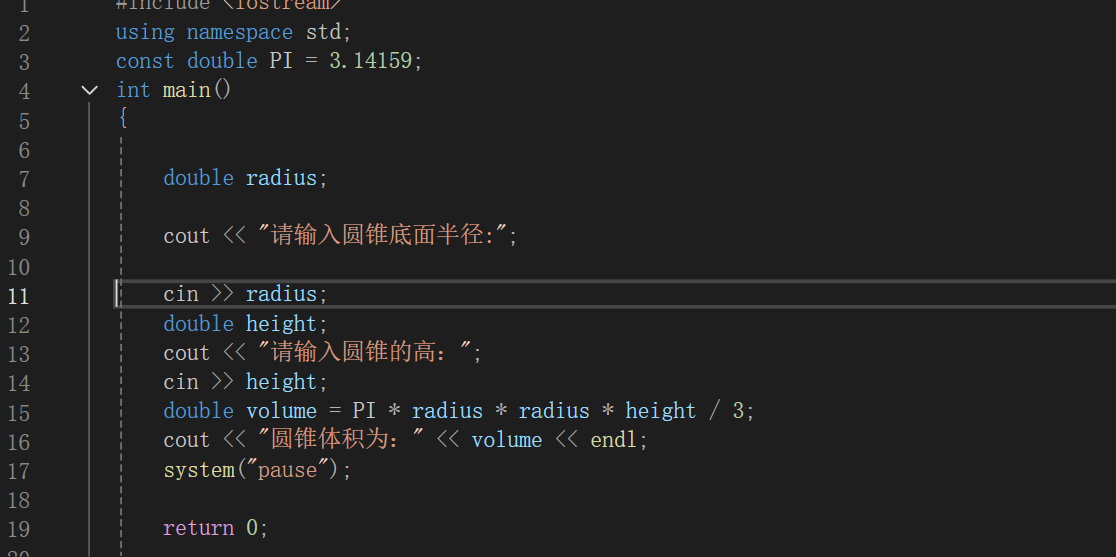 1 #include <iostream>
2 using namespace std;
3 const double PI = 3.14159;
4 int main()
5 {
6
7 double radius;
8
9 cout << "请输入圆锥底面半径:";
10
11 cin >> radius;
12 double height;
13 cout << "请输入圆锥的高：";
14 cin >> height;
15 double volume = PI * radius * radius * height / 3;
16 cout << "圆锥体积为：" << volume << endl;
17 system("pause");
18
19 return 0;
20